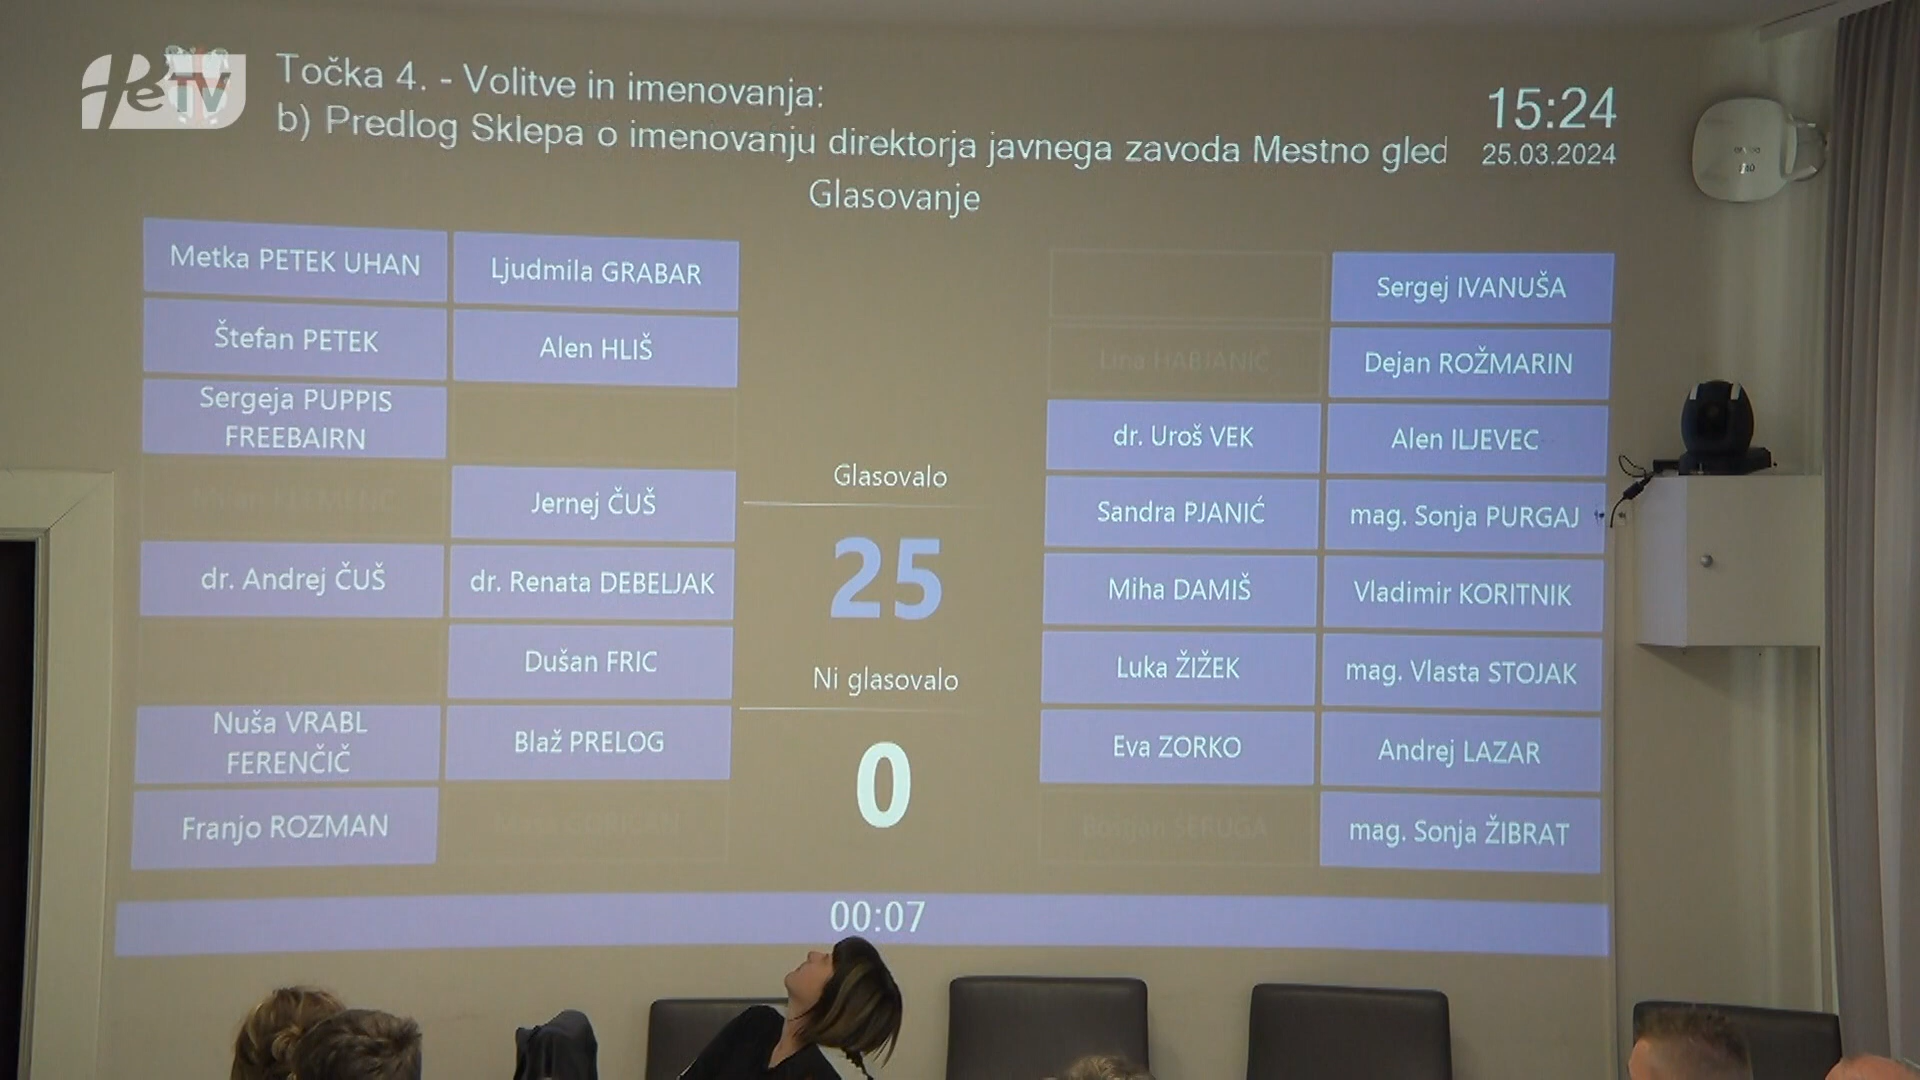 PeTV
Točka 4. - Volitve in imenovanja:
b) Predlog Sklepa o imenovanju direktorja javnega zavoda Mestno gled
15:24
25.03.2024
Glasovanje
Metka PETEK UHAN
Ljudmila GRABAR
Štefan PETEK
Alen HLIŠ
Sergeja PUPPIS
FREEBAIRN
Jernej ČUŠ
dr. Andrej ČUŠ
dr. Renata DEBELJAK
Dušan FRIC
Nuša VRABL
FERENČIČ
Blaž PRELOG
Franjo ROZMAN
Glasovalo
25
Ni glasovalo
0
Sergej IVANUŠA
Lina HABJANIČ
Dejan ROŽMARIN
dr. Uroš VEK
Alen ILJEVEC
Sandra PJANIĆ
mag. Sonja PURGAJ
Miha DAMIŠ
Vladimir KORITNIK
Luka ŽIŽEK
mag. Vlasta STOJAK
Eva ZORKO
Andrej LAZAR
Boštjan ŠERUGA
mag. Sonja ŽIBRAT
00:07